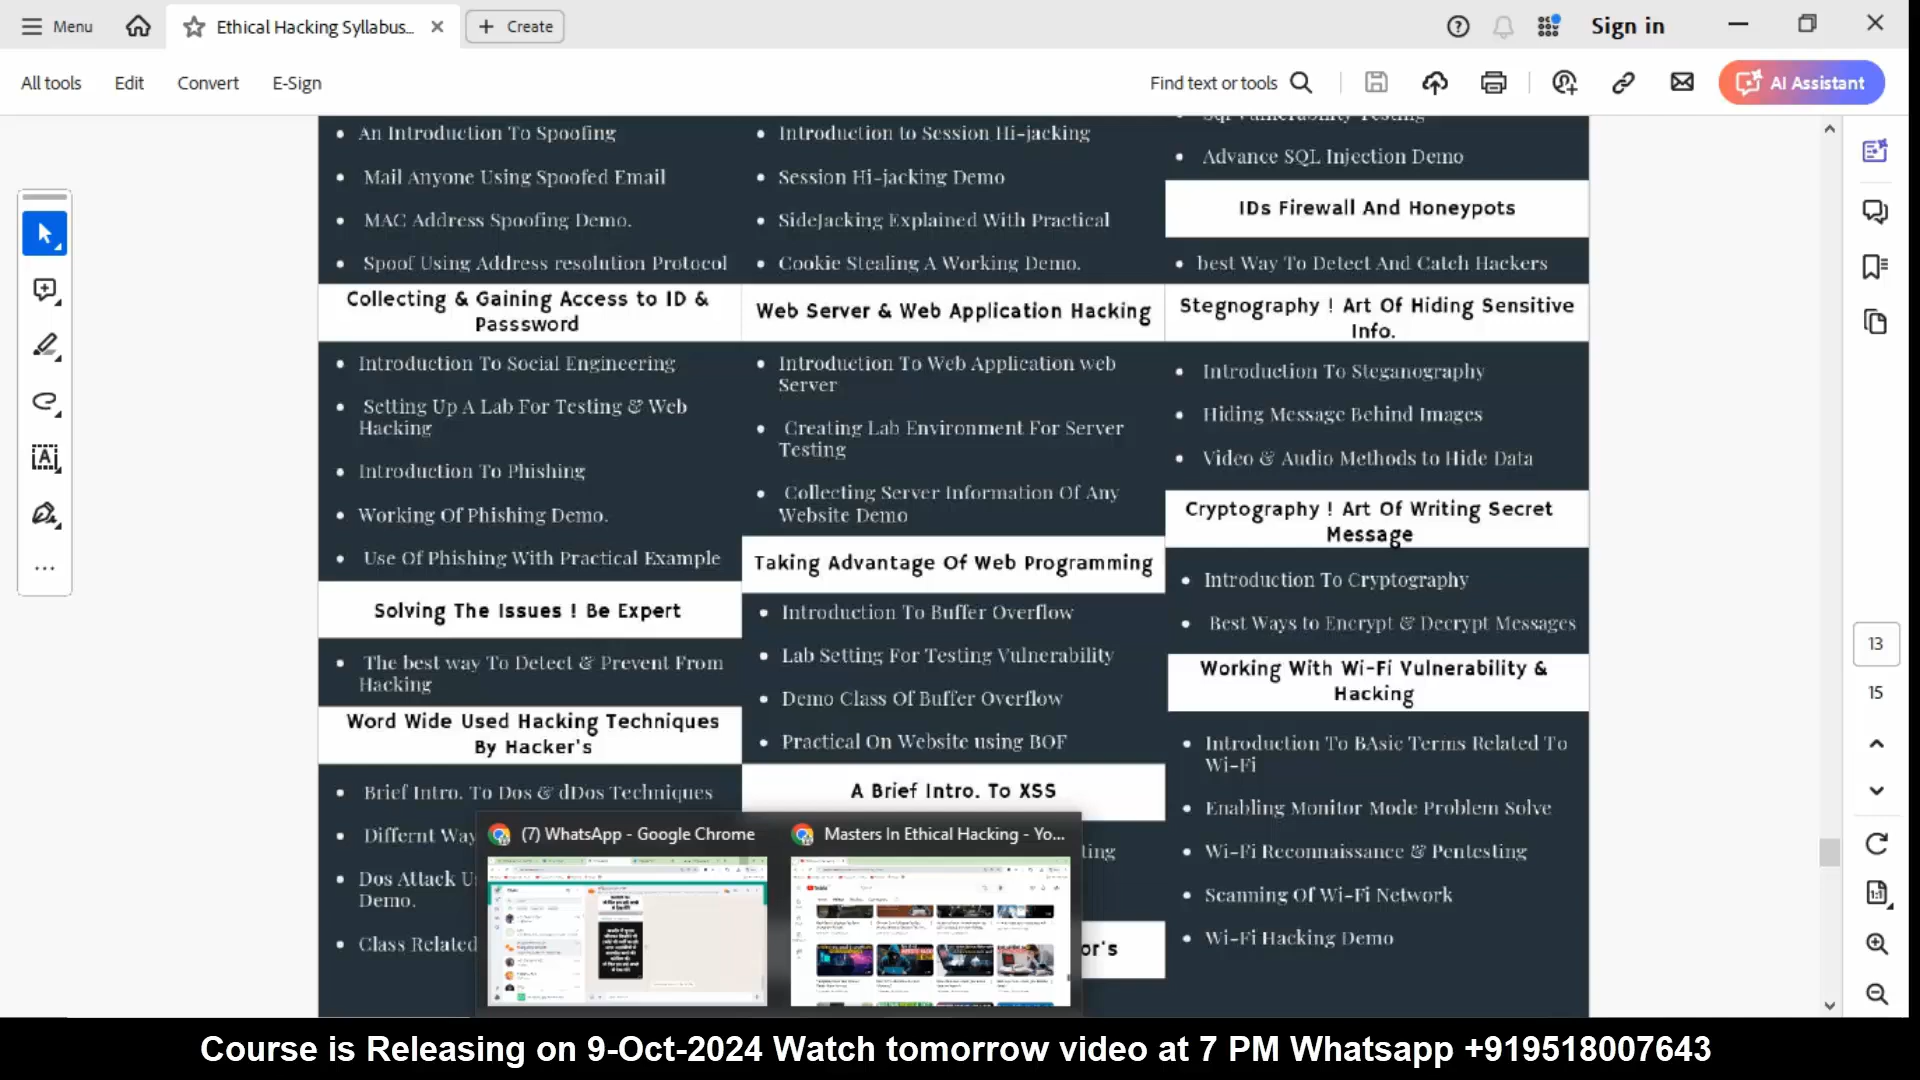 Menu
Ethical Hacking Syllabus...
Create
Sign in
All tools
Edit
Convert
E-Sign
Find text or tools
AI Assistant
An Introduction To Spoofing
Mail Anyone Using Spoofed Email
MAC Address Spoofing Demo.
Spoof Using Address resolution Protocol
Collecting & Gaining Access to ID &
Passsword
Introduction To Social Engineering
Setting Up A Lab For Testing & Web
Hacking
Introduction To Phishing
Working Of Phishing Demo.
Use Of Phishing With Practical Example
Solving The Issues ! Be Expert
The best way To Detect & Prevent From
Hacking
Word Wide Used Hacking Techniques
By Hacker's
Brief Intro. To Dos & dDos Techniques
Differnt Way
Dos Attack U
Demo.
Class Related
Introduction to Session Hi-jacking
Session Hi-jacking Demo
SideJacking Explained With Practical
Cookie Stealing A Working Demo.
Web Server & Web Application Hacking
Introduction To Web Application web
Server
Creating Lab Environment For Server
Testing
Collecting Server Information Of Any
Website Demo
Taking Advantage Of Web Programming
Introduction To Buffer Overflow
Lab Setting For Testing Vulnerability
Demo Class Of Buffer Overflow
Practical On Website using BOF
A Brief Intro. To XSS
ting
or's
Sql Vulnerability Testing
Advance SQL Injection Demo
IDs Firewall And Honeypots
best Way To Detect And Catch Hackers
Stegnography ! Art Of Hiding Sensitive
Info.
Introduction To Steganography
Hiding Message Behind Images
Video & Audio Methods to Hide Data
Cryptography ! Art Of Writing Secret
Message
Introduction To Cryptography
Best Ways to Encrypt & Decrypt Messages
Working With Wi-Fi Vulnerability &
Hacking
Introduction To BAsic Terms Related To
Wi-Fi
Enabling Monitor Mode Problem Solve
Wi-Fi Reconnaissance & Pentesting
Scanning Of Wi-Fi Network
Wi-Fi Hacking Demo
13
15
(7) WhatsApp - Google Chrome
Masters In Ethical Hacking - Yo...
Course is Releasing on 9-Oct-2024 Watch tomorrow video at 7 PM Whatsapp +919518007643